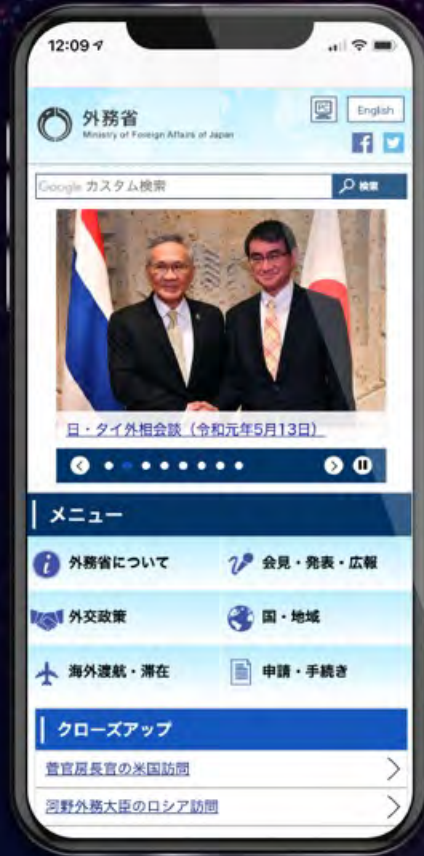 12:09
外務省
Ministry of Foreign Affairs of Japan
PC
English
Google カスタム検索
検索
日・タイ外相会談（令和元年5月13日）
メニュー
外務省について
会見・発表・広報
外交政策
国・地域
海外渡航・滞在
申請・手続き
クローズアップ
菅官房長官の米国訪問
河野外務大臣のロシア訪問